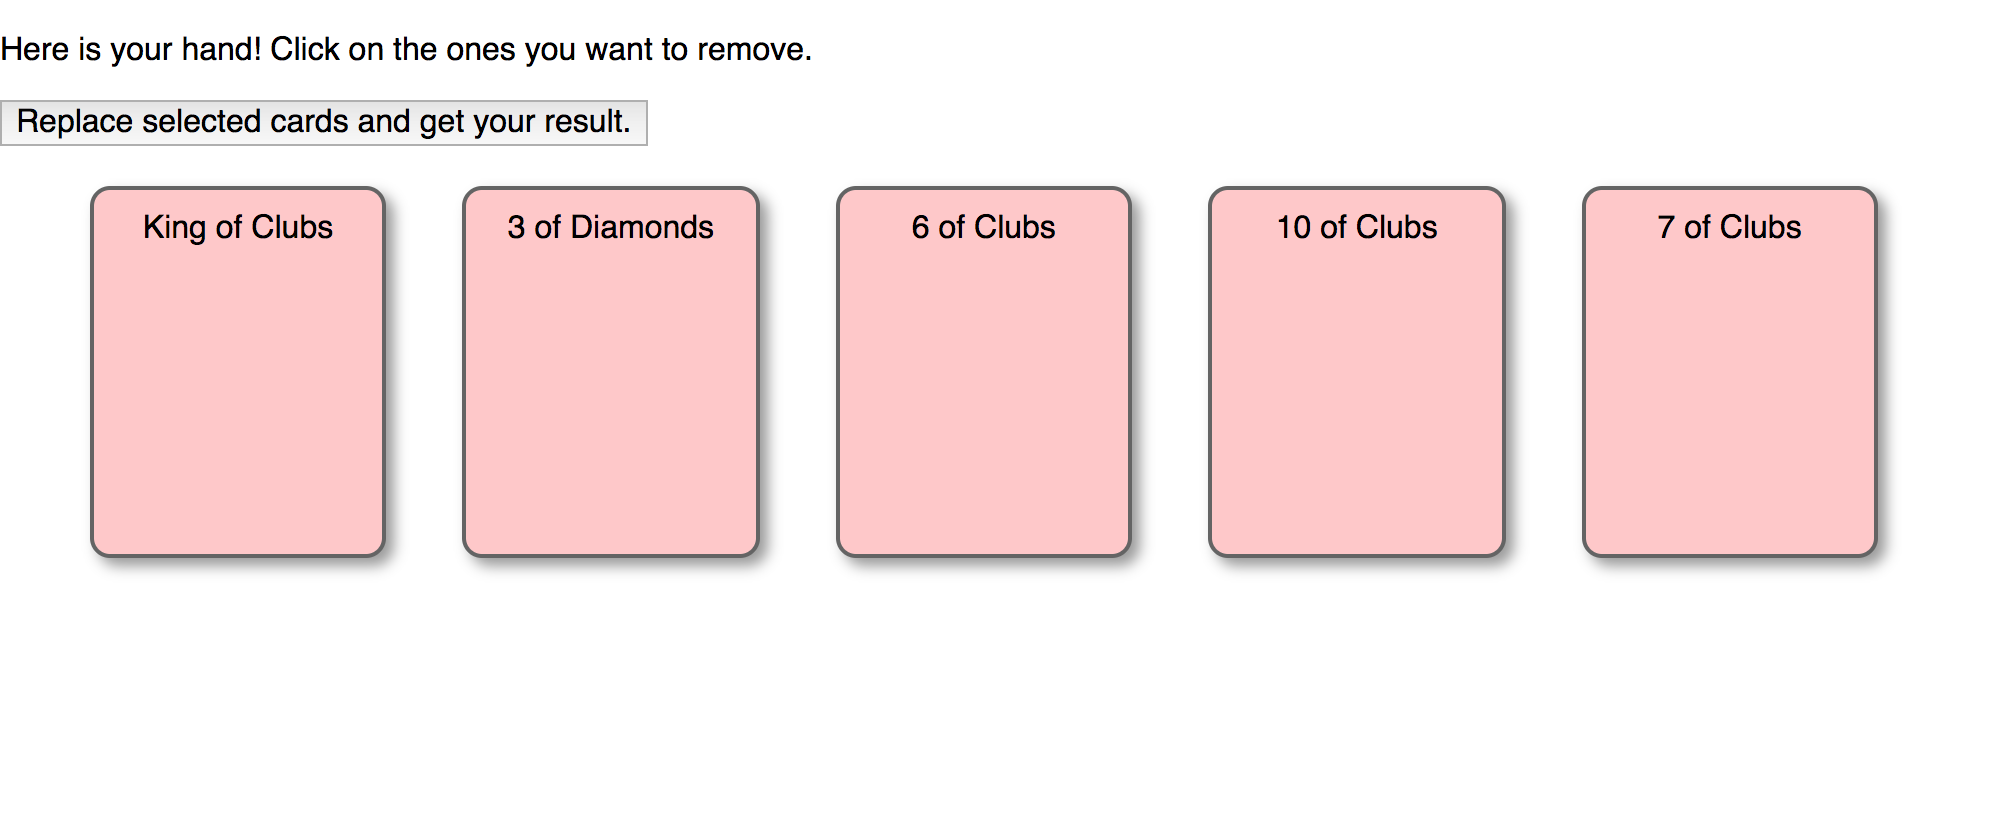 Here is your hand! Click on the ones you want to remove.
Replace selected cards and get your result.
King of Clubs
3 of Diamonds
6 of Clubs
10 of Clubs
7 of Clubs